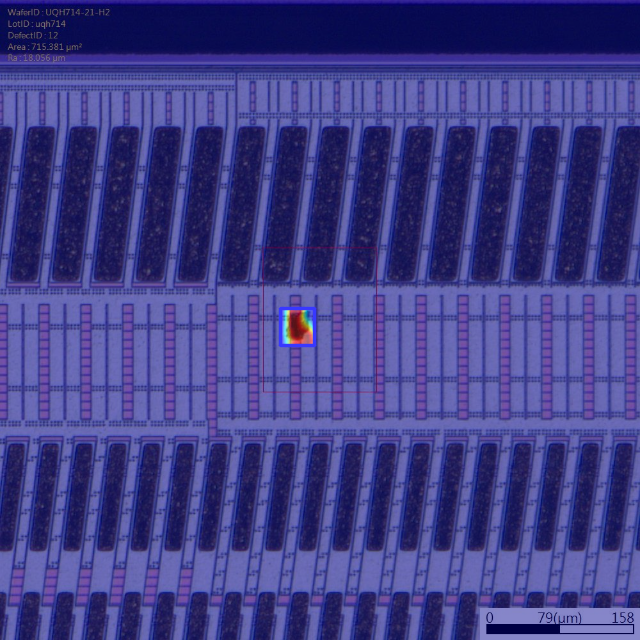 WaferID : UQH714-21-H2
LotID : uqh714
DefectID : 12
Area : 715.381 μm²
Ra : 18.056 μm
0 79(μm) 158